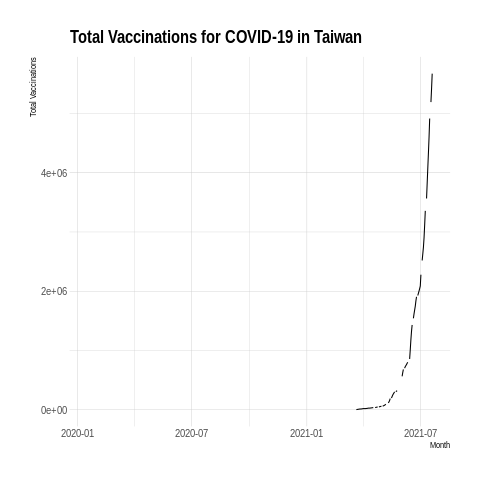 Total Vaccinations for COVID-19 in Taiwan
Total Vaccinations
4e+06
2e+06
0e+00
2020-01 2020-07 2021-01 2021-07
Month